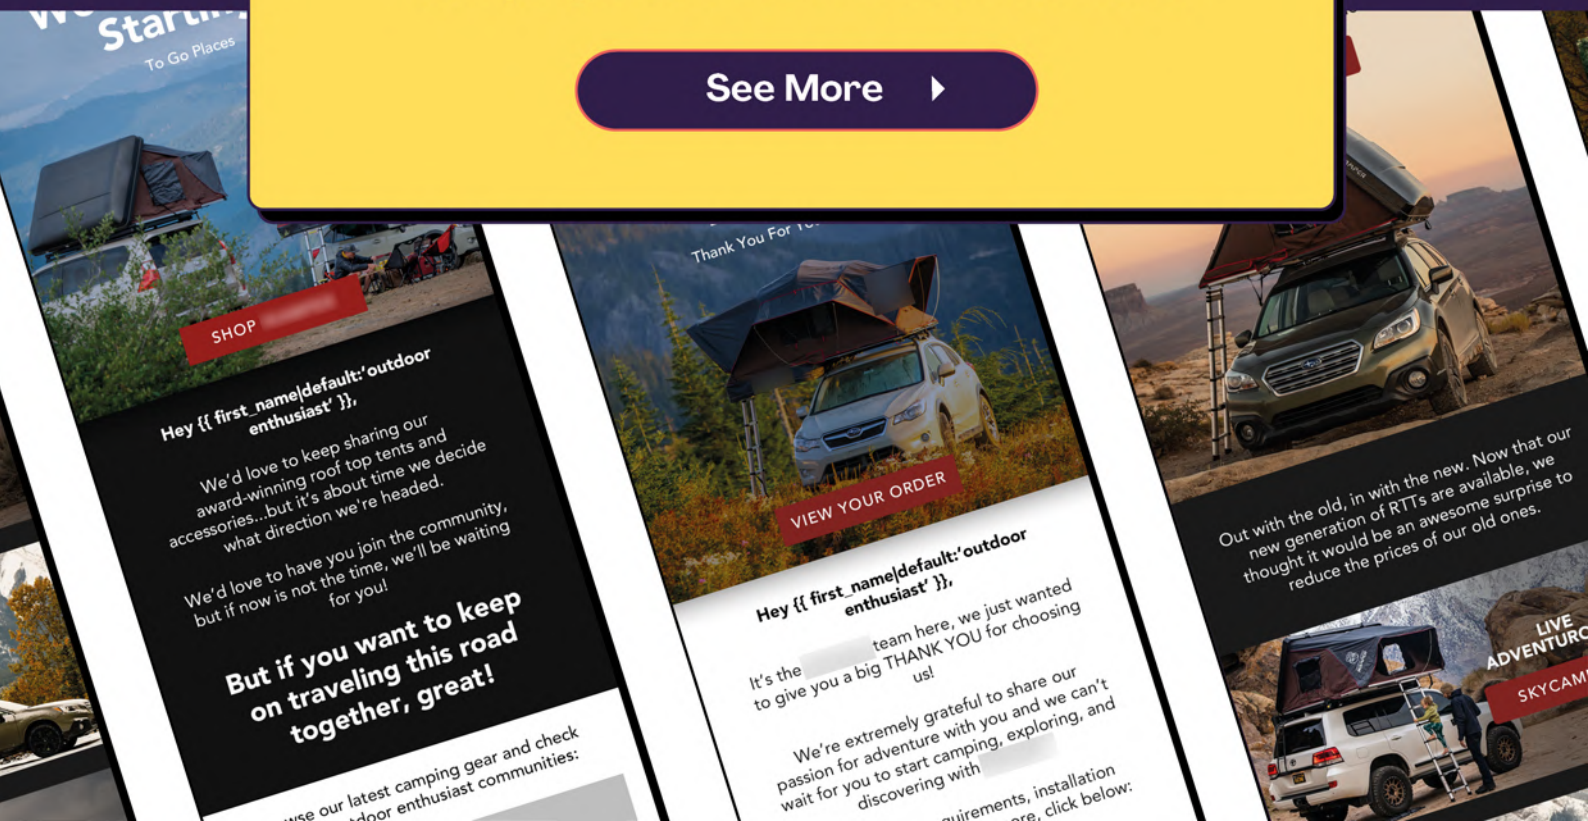 See More
Startin
To Go Places
SHOP
Hey {{ first_name|default:'outdoor
enthusiast' }},
We'd love to keep sharing our
award-winning roof top tents and
accessories...but it's about time we decide
what direction we're headed.
We'd love to have you join the community,
but if now is not the time, we'll be waiting
for you!
But if you want to keep
on traveling this road
together, great!
our latest camping gear and check
enthusiast communities:
Thank You For
VIEW YOUR ORDER
Hey {{ first_name|default:'outdoor
enthusiast' }},
It's the team here, we just wanted
to give you a big THANK YOU for choosing
us!
We're extremely grateful to share our
passion for adventure with you and we can't
wait for you to start camping, exploring, and
discovering with
installation
click below:
Out with the old, in with the new. Now that our
new generation of RTTs are available, we
thought it would be an awesome surprise to
reduce the prices of our old ones.
LIVE
ADVENTURO
SKYCAM